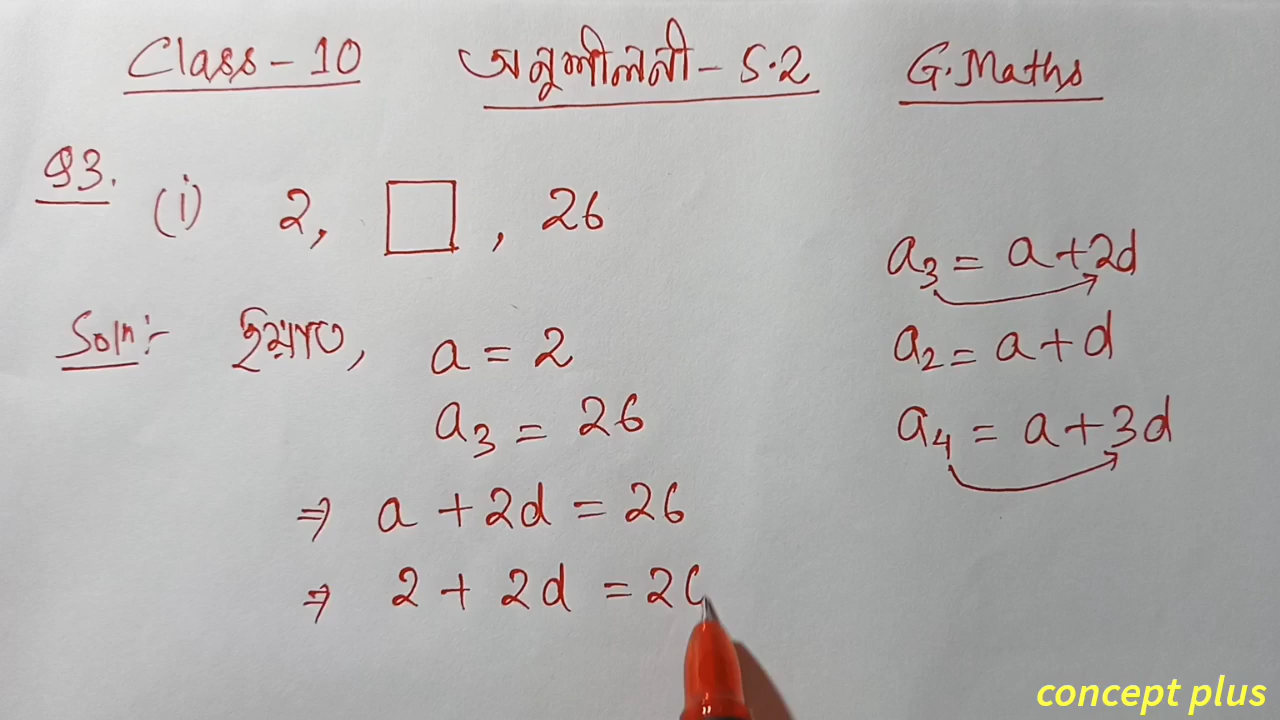 Class - 10 অনুশীলনী - 5.2 G. Maths
Q3. (i) 2, □, 26
Soln:- ইয়াত, a = 2
a₃ = 26
⇒ a + 2d = 26
⇒ 2 + 2d = 2
a₃ = a + 2d
a₂ = a + d
a₄ = a + 3d
concept plus